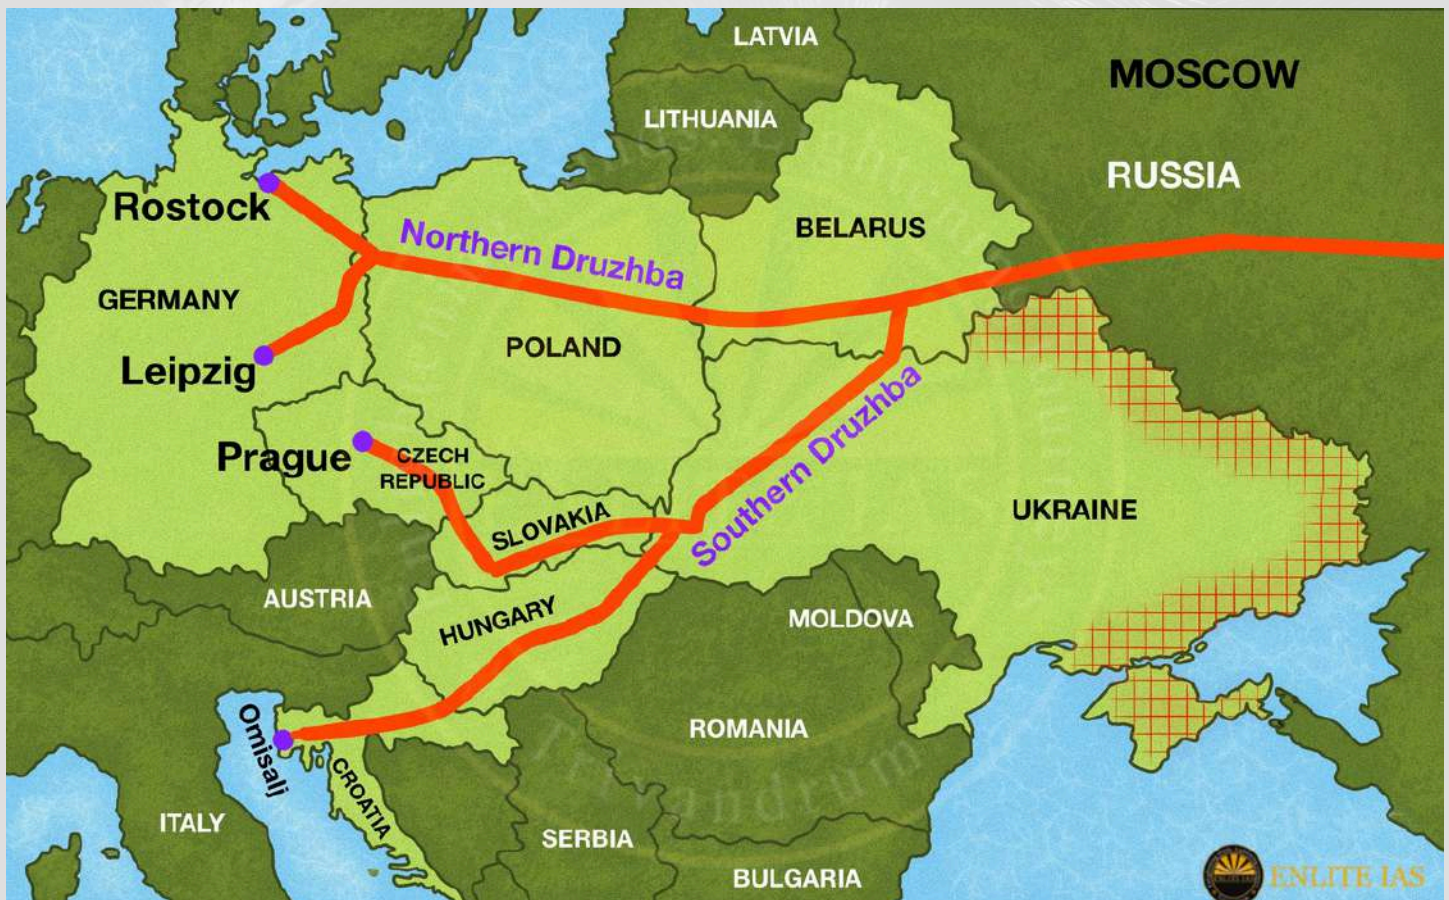 LATVIA
MOSCOW
LITHUANIA
RUSSIA
Rostock
BELARUS
Northern Druzhba
GERMANY
POLAND
Leipzig
Southern Druzhba
Prague
CZECH
REPUBLIC
SLOVAKIA
UKRAINE
AUSTRIA
HUNGARY
MOLDOVA
Omisalj
ROMANIA
CROATIA
ITALY
SERBIA
BULGARIA
Trivandrum
ENLITE IAS